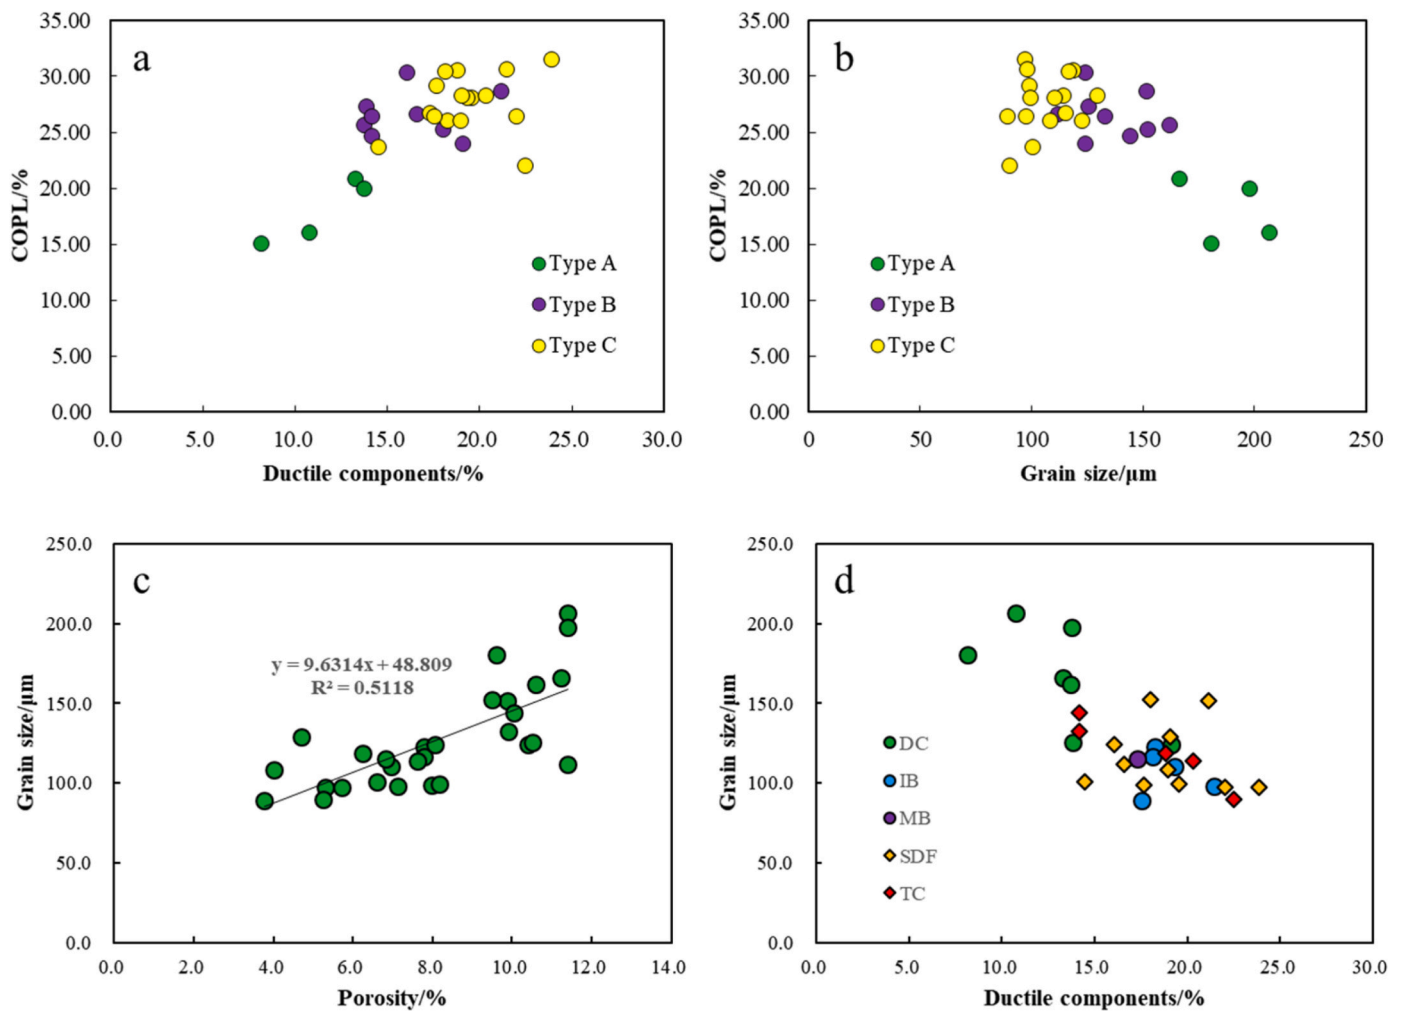 a
35.00
30.00
25.00
20.00
15.00
10.00
5.00
0.00
COPL/%
Type A
Type B
Type C
0.0 5.0 10.0 15.0 20.0 25.0 30.0
Ductile components/%
b
35.00
30.00
25.00
20.00
15.00
10.00
5.00
0.00
COPL/%
Type A
Type B
Type C
0 50 100 150 200 250
Grain size/μm
c
250.0
200.0
150.0
100.0
50.0
0.0
Grain size/μm
y = 9.6314x + 48.809
R² = 0.5118
0.0 2.0 4.0 6.0 8.0 10.0 12.0 14.0
Porosity/%
d
250.0
200.0
150.0
100.0
50.0
0.0
Grain size/μm
DC
IB
MB
SDF
TC
0.0 5.0 10.0 15.0 20.0 25.0 30.0
Ductile components/%